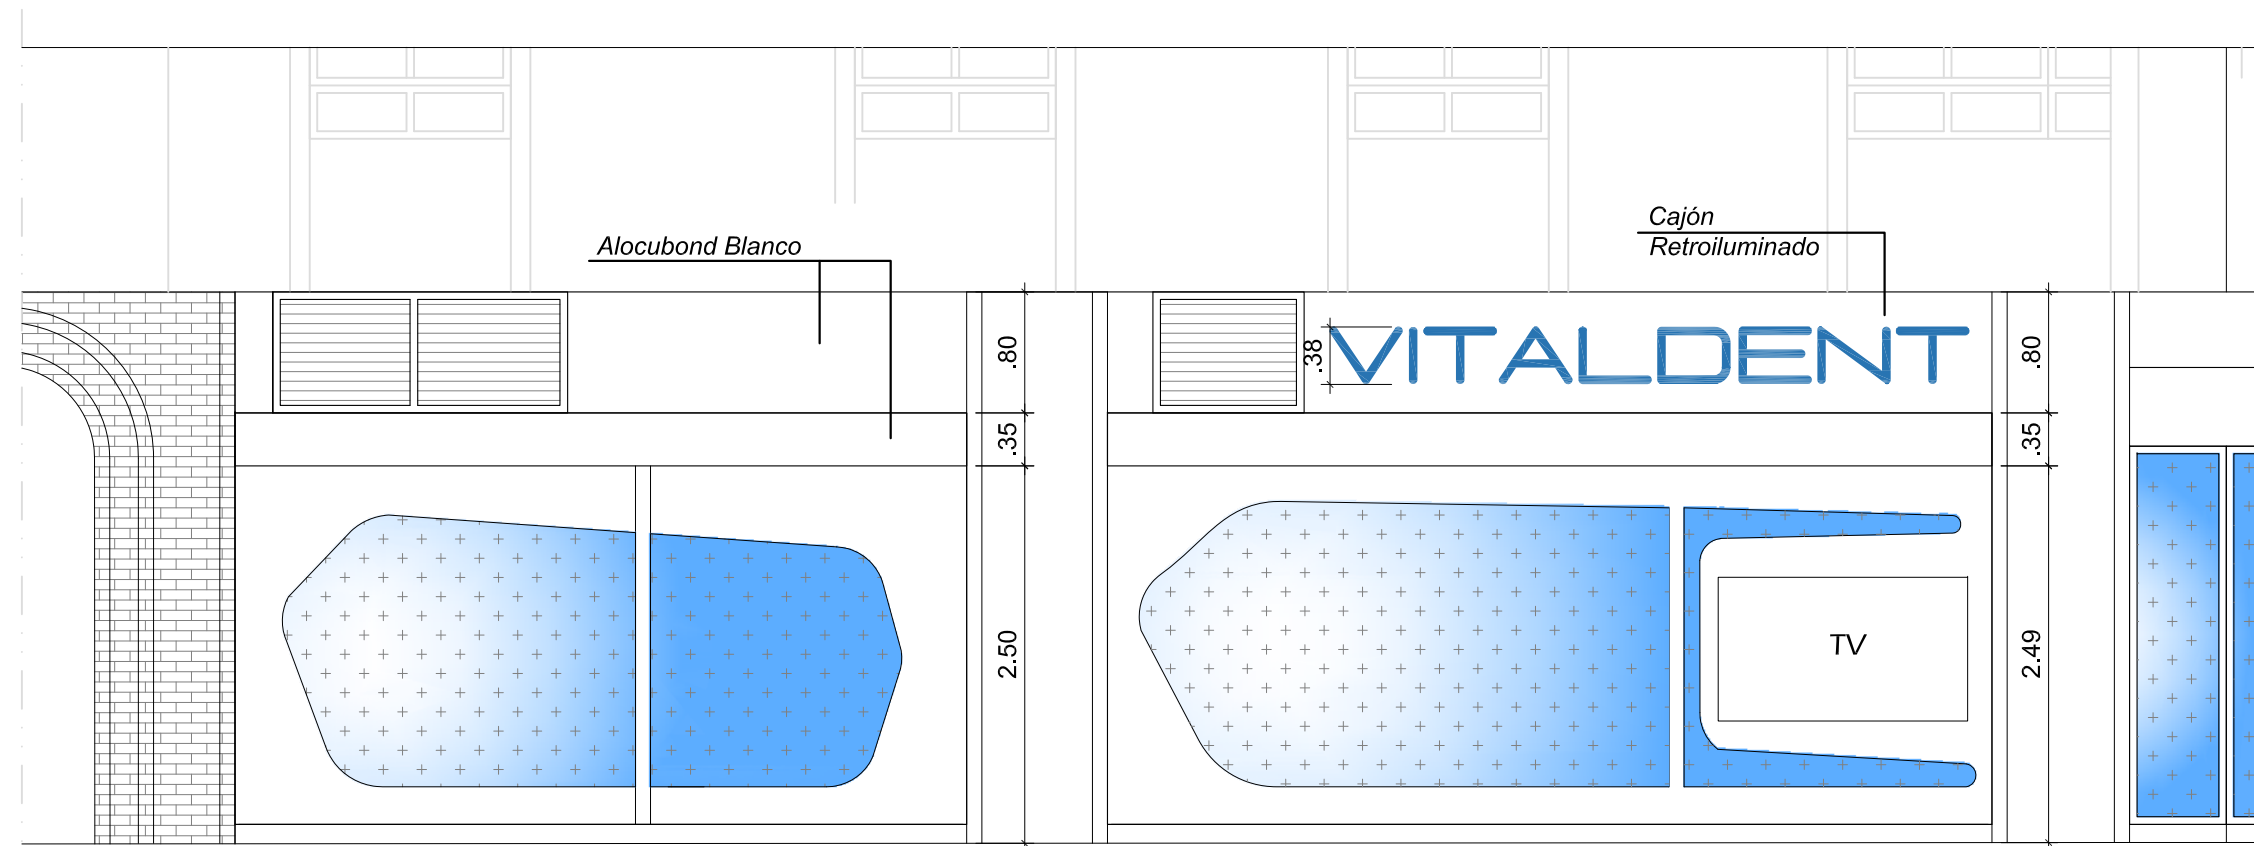 Cajón
Retroiluminado
Alocubond Blanco
.80
.38
VITALDENT
.80
.35
.35
2.50
TV
2.49